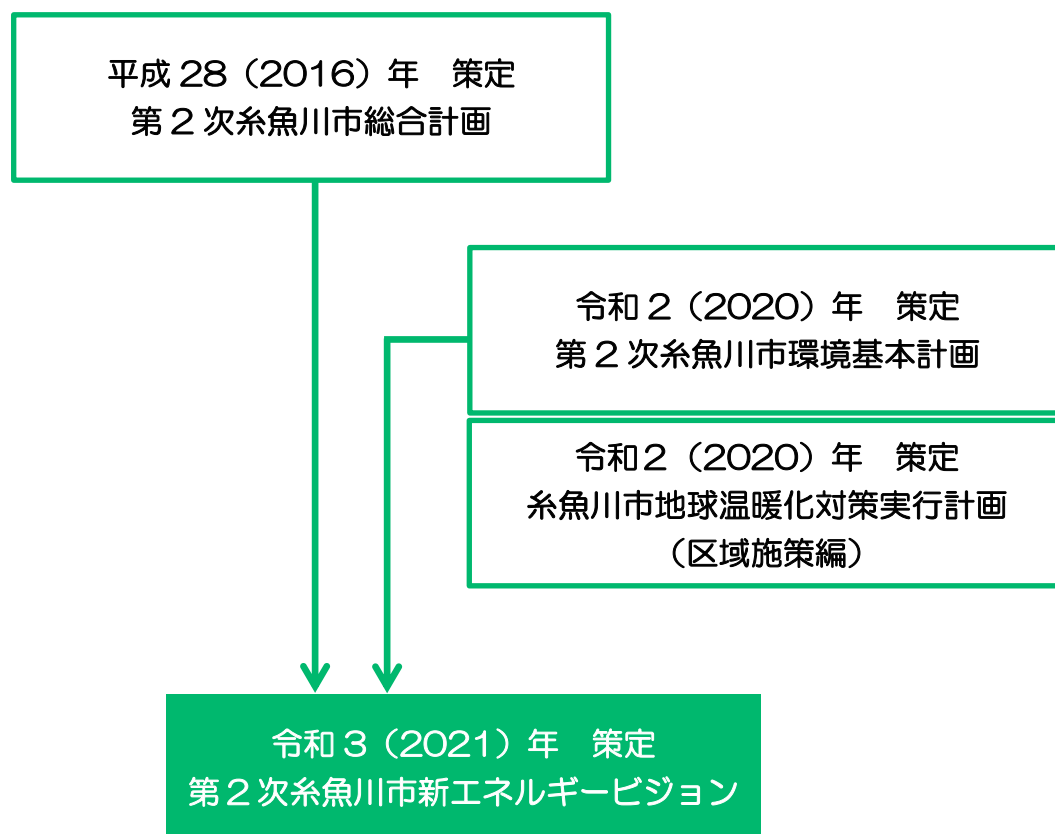 平成 28（2016）年　策定
第 2 次糸魚川市総合計画
令和 2（2020）年　策定
第 2 次糸魚川市環境基本計画
令和2（2020）年　策定
糸魚川市地球温暖化対策実行計画
（区域施策編）
令和 3（2021）年　策定
第 2 次糸魚川市新エネルギービジョン